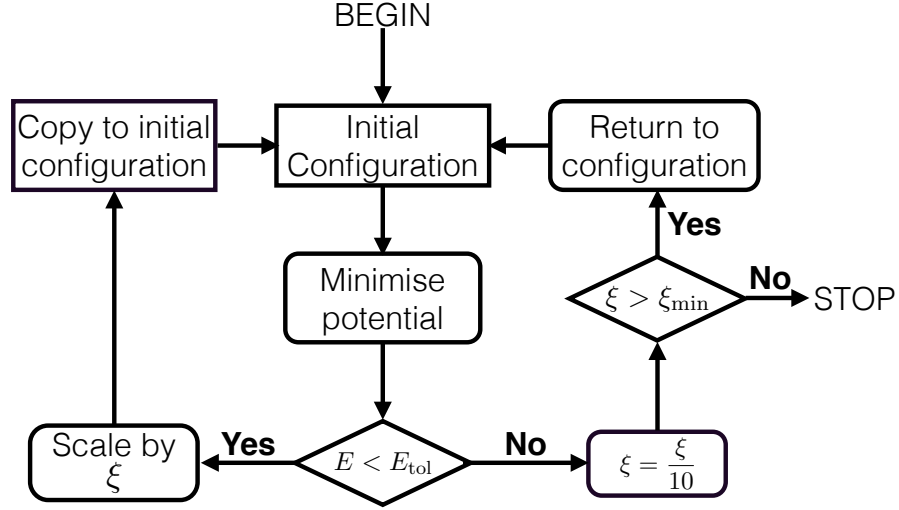 BEGIN
Copy to initial
configuration
Initial
Configuration
Return to
configuration
Yes
Minimise
potential
ξ > ξ_min
No
STOP
Scale by
ξ
Yes
E < E_tol
No
ξ = ξ/10